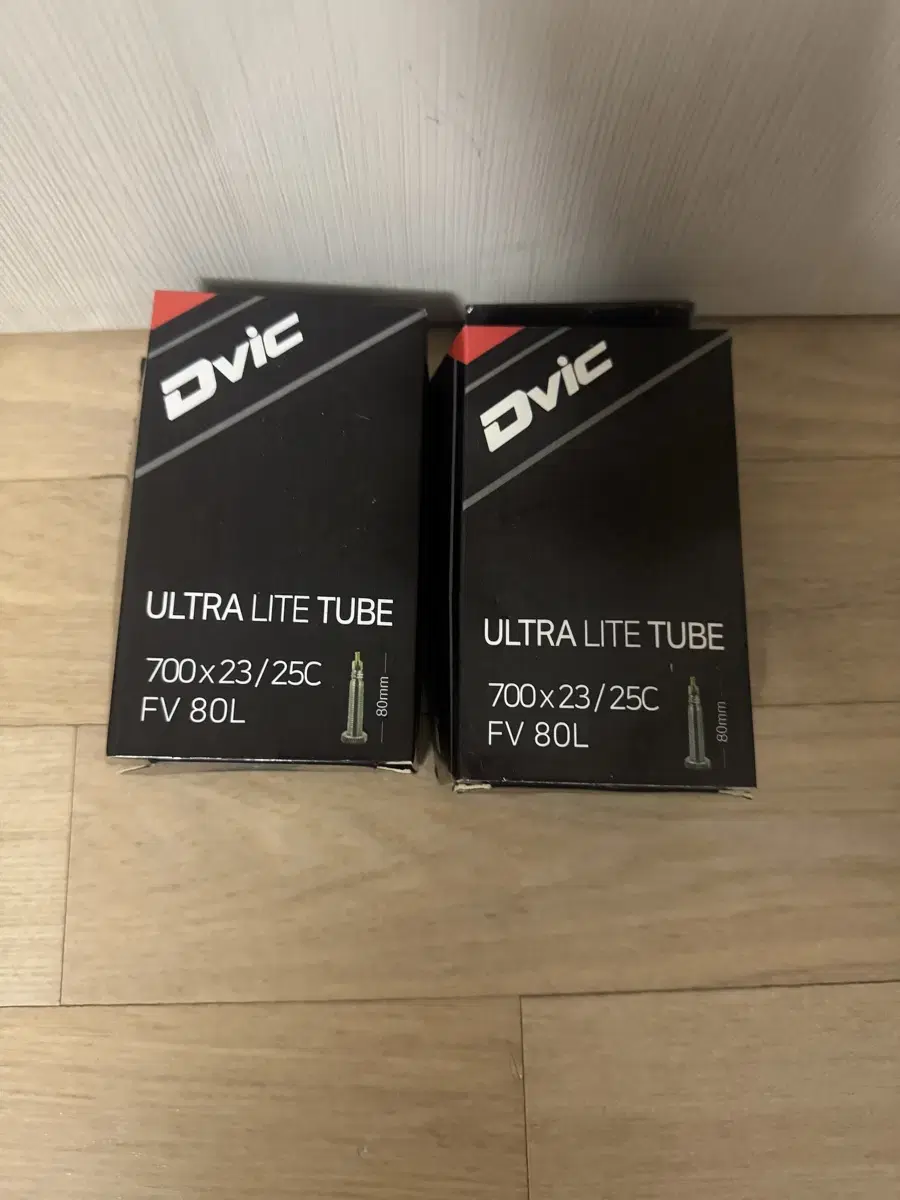 Dvic
ULTRA LITE TUBE
700x23/25C
FV 80L
80mm
Dvic
ULTRA LITE TUBE
700x23/25C
FV 80L
80mm